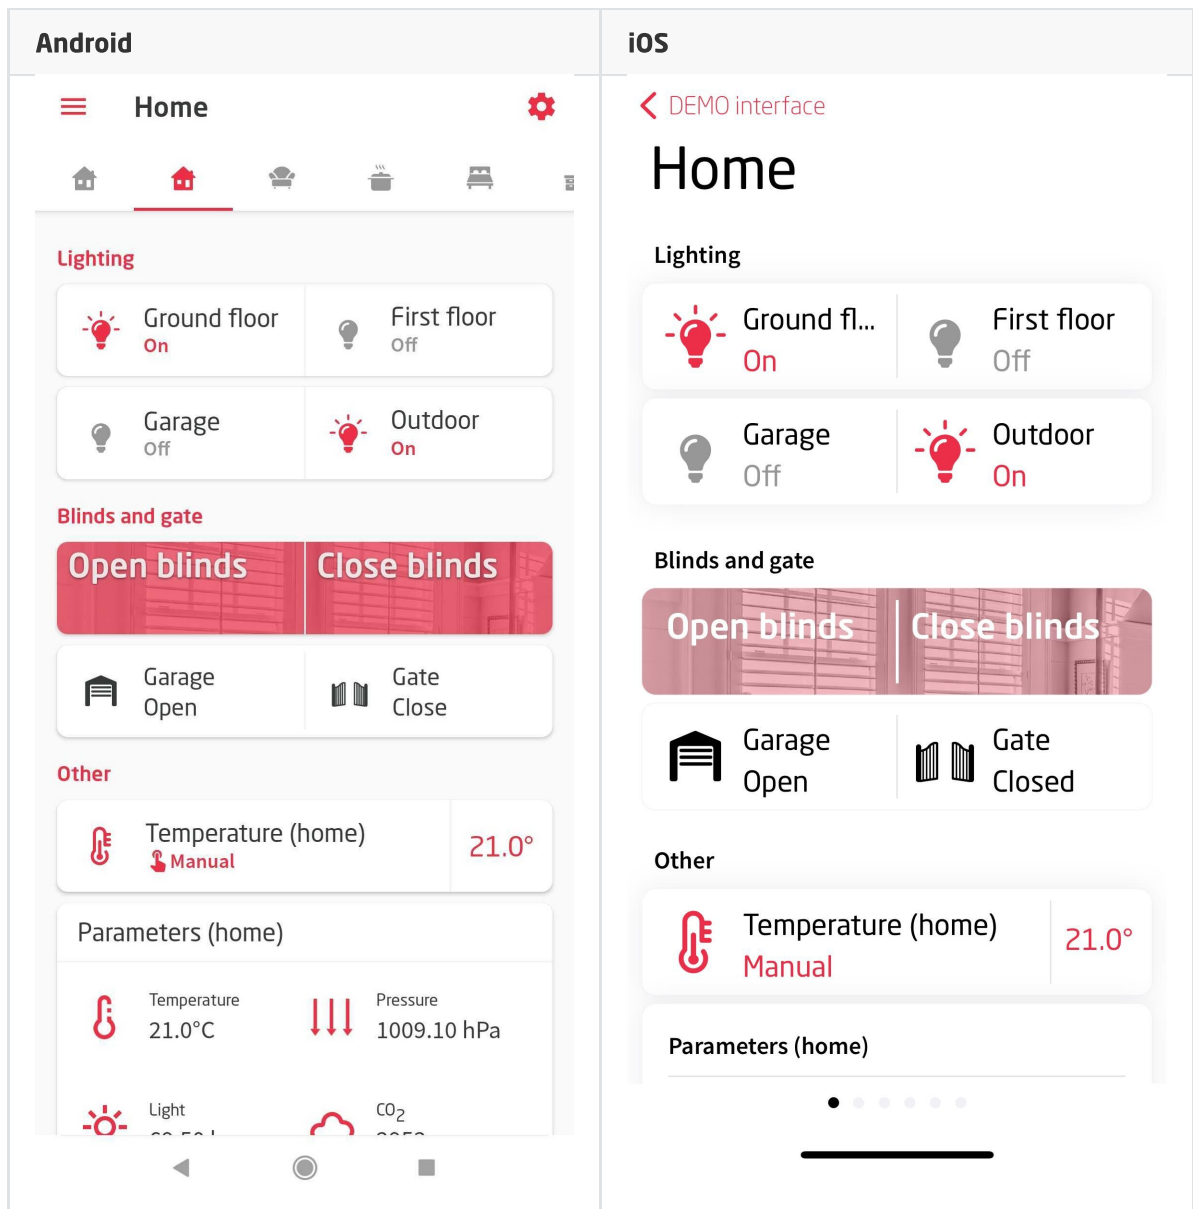 Android
Home
Lighting
Ground floor
On
First floor
Off
Garage
Off
Outdoor
On
Blinds and gate
Open blinds
Close blinds
Garage
Open
Gate
Close
Other
Temperature (home)
Manual
21.0°
Parameters (home)
Temperature
21.0°C
Pressure
1009.10 hPa
Light
CO2
iOS
DEMO interface
Home
Lighting
Ground fl...
On
First floor
Off
Garage
Off
Outdoor
On
Blinds and gate
Open blinds
Close blinds
Garage
Open
Gate
Closed
Other
Temperature (home)
Manual
21.0°
Parameters (home)